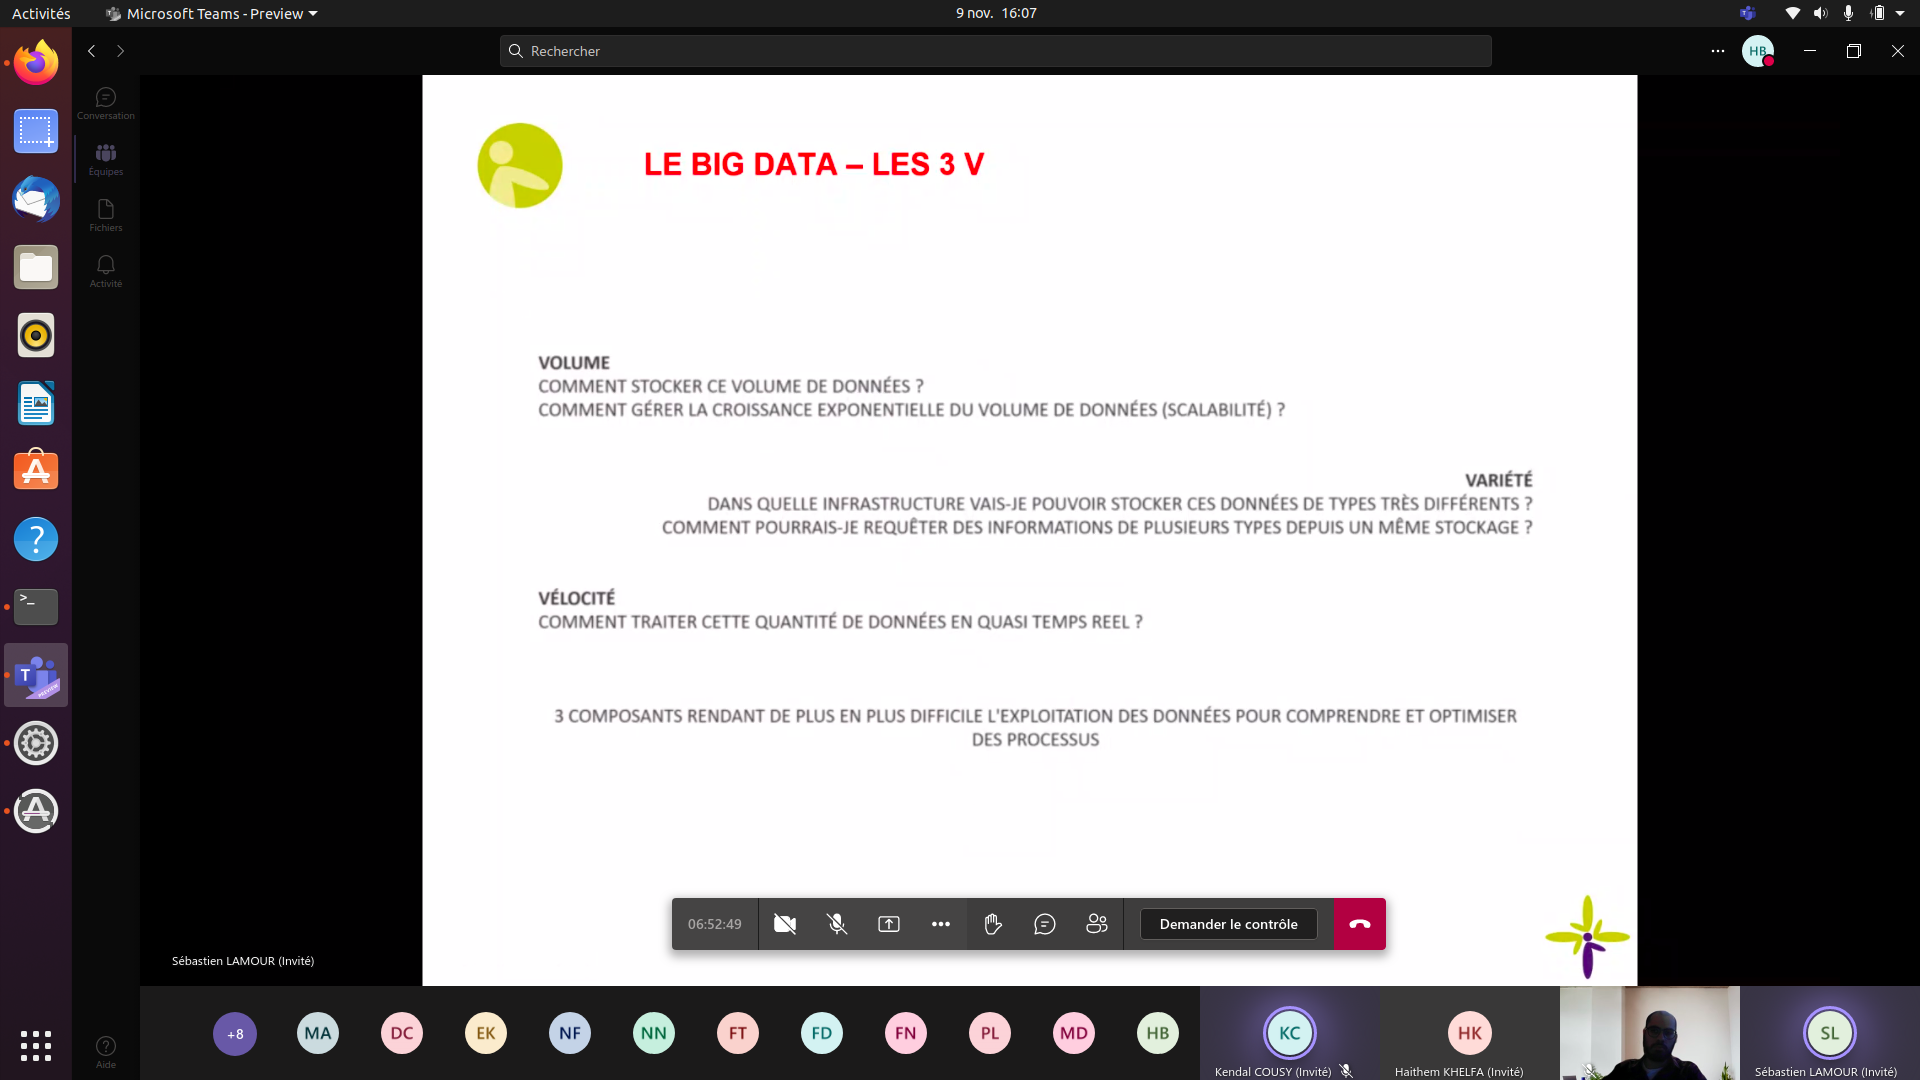 Activités
Microsoft Teams - Preview
9 nov. 16:07
Rechercher
HB
Conversation
Équipes
Fichiers
Activité
LE BIG DATA – LES 3 V
VOLUME
COMMENT STOCKER CE VOLUME DE DONNÉES ?
COMMENT GÉRER LA CROISSANCE EXPONENTIELLE DU VOLUME DE DONNÉES (SCALABILITÉ) ?
VARIÉTÉ
DANS QUELLE INFRASTRUCTURE VAIS-JE POUVOIR STOCKER CES DONNÉES DE TYPES TRÈS DIFFÉRENTS ?
COMMENT POURRAIS-JE REQUÊTER DES INFORMATIONS DE PLUSIEURS TYPES DEPUIS UN MÊME STOCKAGE ?
VÉLOCITÉ
COMMENT TRAITER CETTE QUANTITÉ DE DONNÉES EN QUASI TEMPS REEL ?
3 COMPOSANTS RENDANT DE PLUS EN PLUS DIFFICILE L'EXPLOITATION DES DONNÉES POUR COMPRENDRE ET OPTIMISER
DES PROCESSUS
06:52:49
Demander le contrôle
Sébastien LAMOUR (Invité)
+8
MA
DC
EK
NF
NN
FT
FD
FN
PL
MD
HB
KC
HK
SL
Kendal COUSY (Invité)
Haithem KHELFA (Invité)
Sébastien LAMOUR (Invité)
Aide